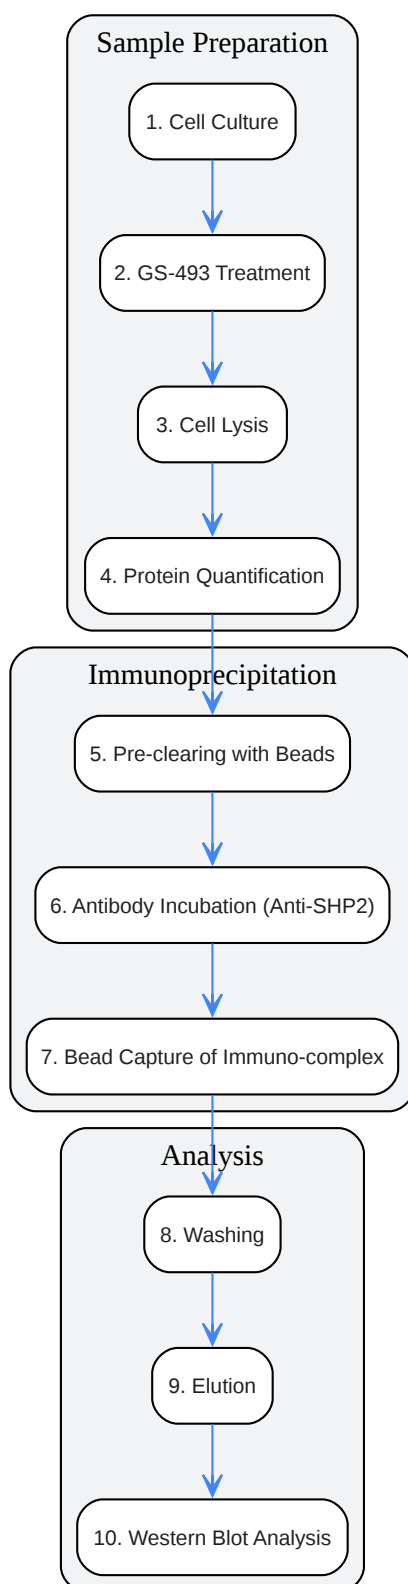 Sample Preparation
1. Cell Culture
2. GS-493 Treatment
3. Cell Lysis
4. Protein Quantification
Immunoprecipitation
5. Pre-clearing with Beads
6. Antibody Incubation (Anti-SHP2)
7. Bead Capture of Immuno-complex
Analysis
8. Washing
9. Elution
10. Western Blot Analysis